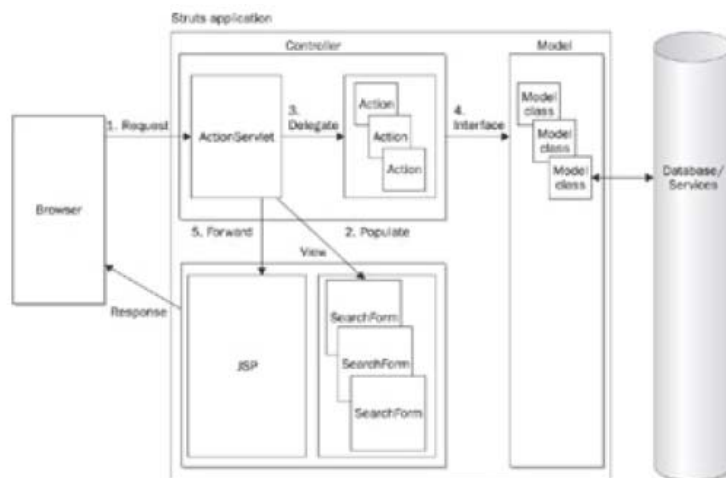 Struts application
Controller
Model
1. Request
ActionServlet
3.
Delegate
Action
Action
Action
4.
Interface
Model
class
Model
class
Model
class
Database/
Services
Browser
5. Forward
2. Populate
View
Response
JSP
SearchForm
SearchForm
SearchForm